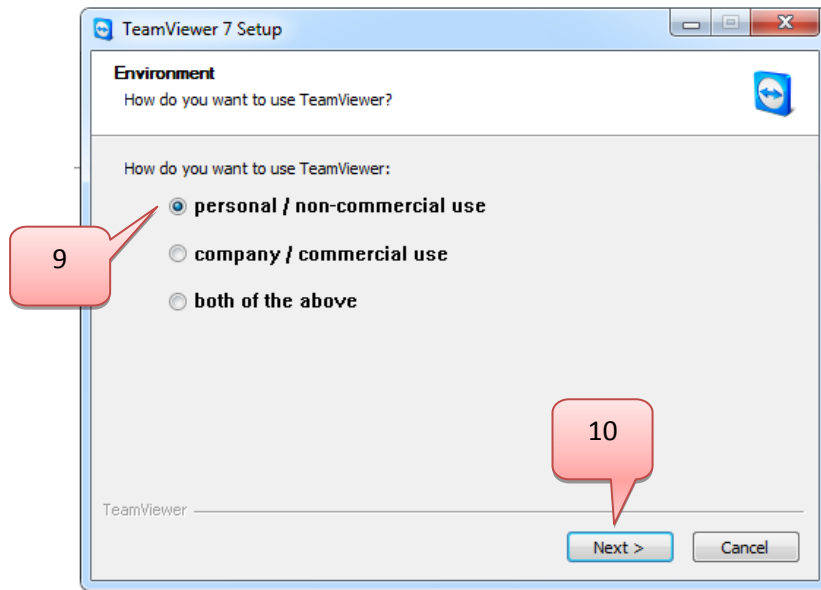 TeamViewer 7 Setup
Environment
How do you want to use TeamViewer?
How do you want to use TeamViewer:
personal / non-commercial use
9
company / commercial use
both of the above
10
TeamViewer
Next >
Cancel